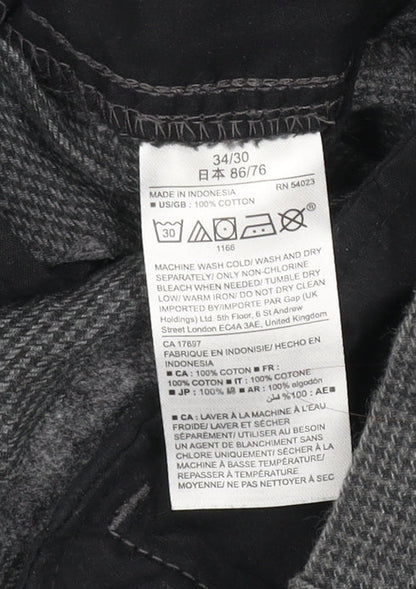 34/30
日本 86/76
MADE IN INDONESIA RN 54023
■ US/GB : 100% COTTON
30
®
1166
MACHINE WASH COLD/ WASH AND DRY
SEPARATELY/ ONLY NON-CHLORINE
BLEACH WHEN NEEDED/ TUMBLE DRY
LOW/ WARM IRON/ DO NOT DRY CLEAN
IMPORTED BY/IMPORTE PAR Gap (UK
Holdings) Ltd. 5th Floor, 6 St Andrew
Street London EC4A 3AE, United Kingdom
CA 17697
FABRIQUE EN INDONISIE/ HECHO EN
INDONESIA
■ CA : 100% COTON ■ FR :
100% COTON ■ IT : 100% COTONE
■ JP : 100% 綿 ■ AR : 100% algodón
■ AE : 100% قطن
■ CA : LAVER À LA MACHINE À L'EAU
FROIDE/ LAVER ET SÉCHER
SÉPARÉMENT/ UTILISER AU BESOIN
UN AGENT DE BLANCHIMENT SANS
CHLORE UNIQUEMENT/ SÉCHER À LA
MACHINE À BASSE TEMPÉRATURE/
REPASSER À TEMPÉRATURE
MOYENNE/ NE PAS NETTOYER À SEC